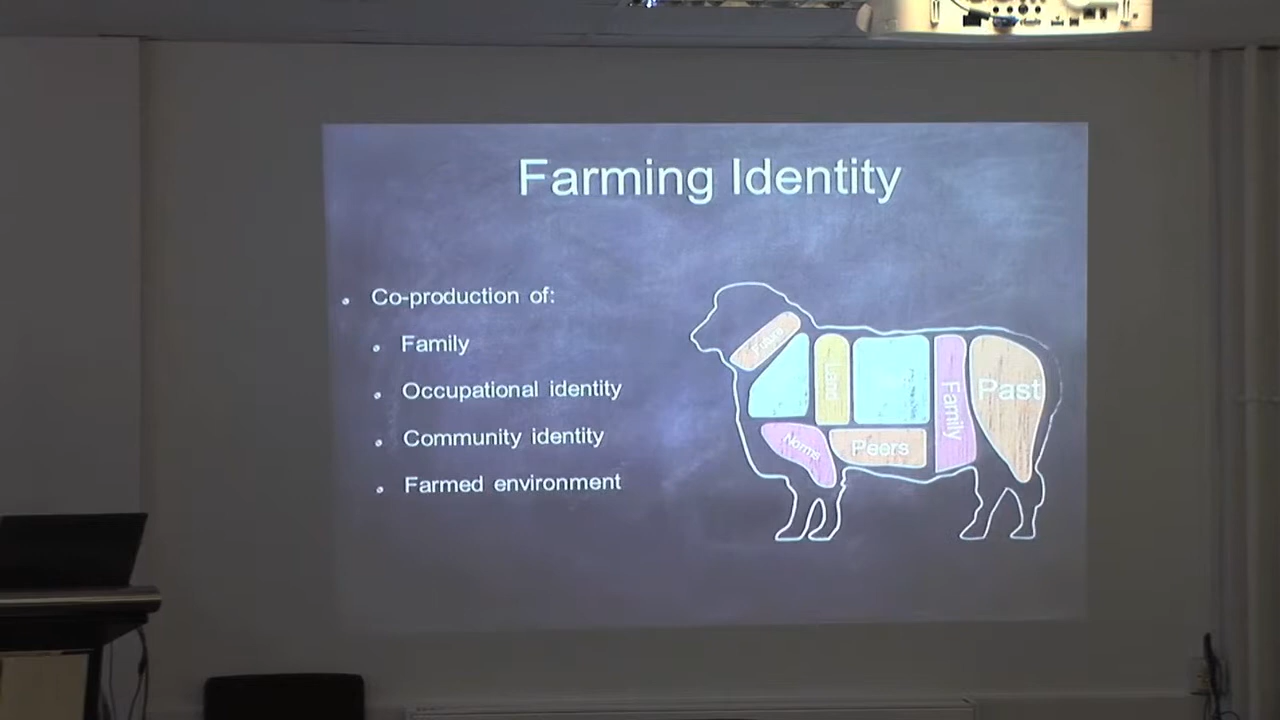 Farming Identity
Co-production of:
Family
Occupational identity
Community identity
Farmed environment
Future
Land
Family
Past
Norms
Peers